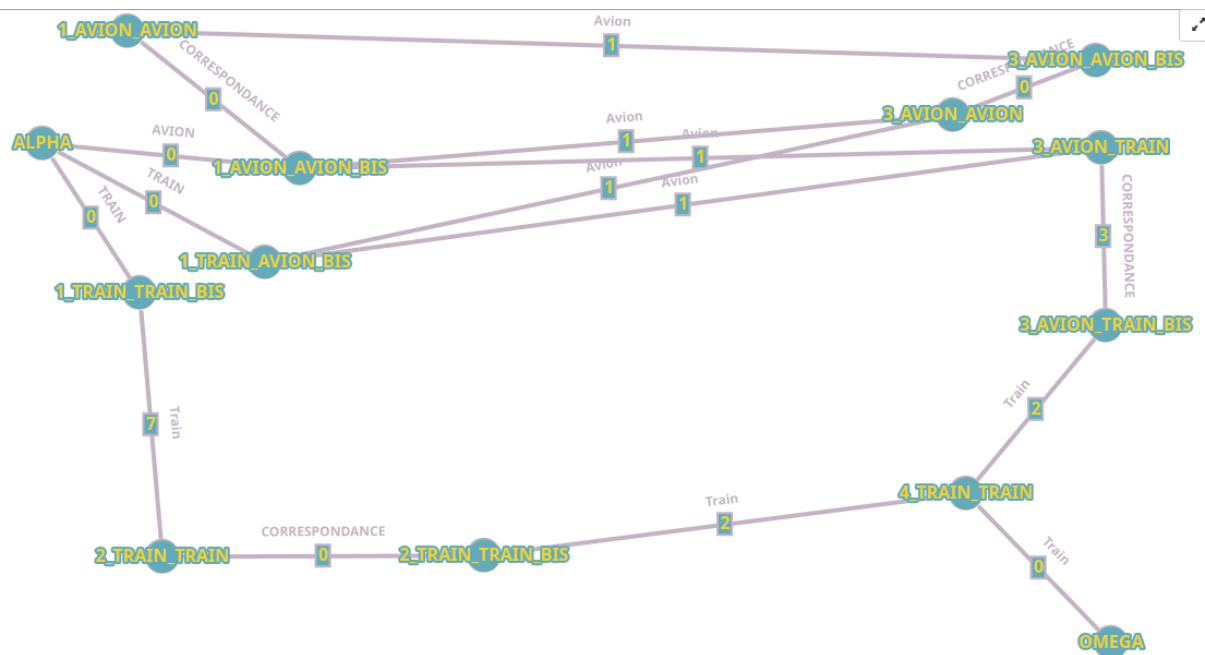 Avion
1_AVION_AVION
1
CORRESPONDANCE
3_AVION_AVION_BIS
CORRESPONDANCE
0
0
3_AVION_AVION
Avion
AVION
1
Avion
ALPHA
0
1
3_AVION_TRAIN
1_AVION_AVION_BIS
Avion
TRAIN
1
Avion
0
1
TRAIN
0
CORRESPONDANCE
3
1_TRAIN_AVION_BIS
1_TRAIN_TRAIN_BIS
3_AVION_TRAIN_BIS
Train
2
7
Train
4_TRAIN_TRAIN
Train
2
CORRESPONDANCE
0
2_TRAIN_TRAIN
2_TRAIN_TRAIN_BIS
Train
0
OMEGA